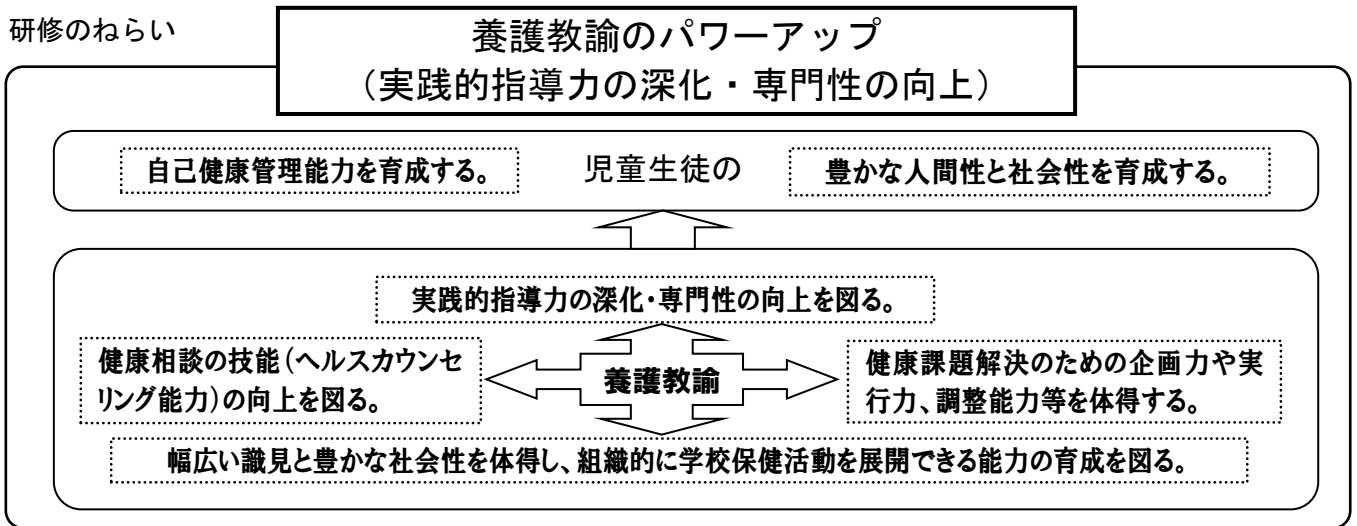 研修のねらい
養護教諭のパワーアップ
（実践的指導力の深化・専門性の向上）
自己健康管理能力を育成する。
児童生徒の
豊かな人間性と社会性を育成する。
実践的指導力の深化・専門性の向上を図る。
健康相談の技能（ヘルスカウンセ
リング能力）の向上を図る。
養護教諭
健康課題解決のための企画力や実
行力、調整能力等を体得する。
幅広い識見と豊かな社会性を体得し、組織的に学校保健活動を展開できる能力の育成を図る。